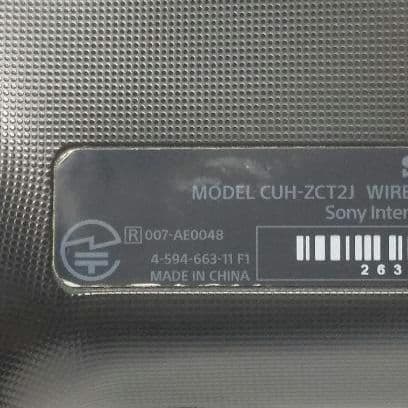 S
MODEL CUH-ZCT2J WIRE
Sony Inter
R 007-AE0048
4-594-663-11 F1
MADE IN CHINA
263